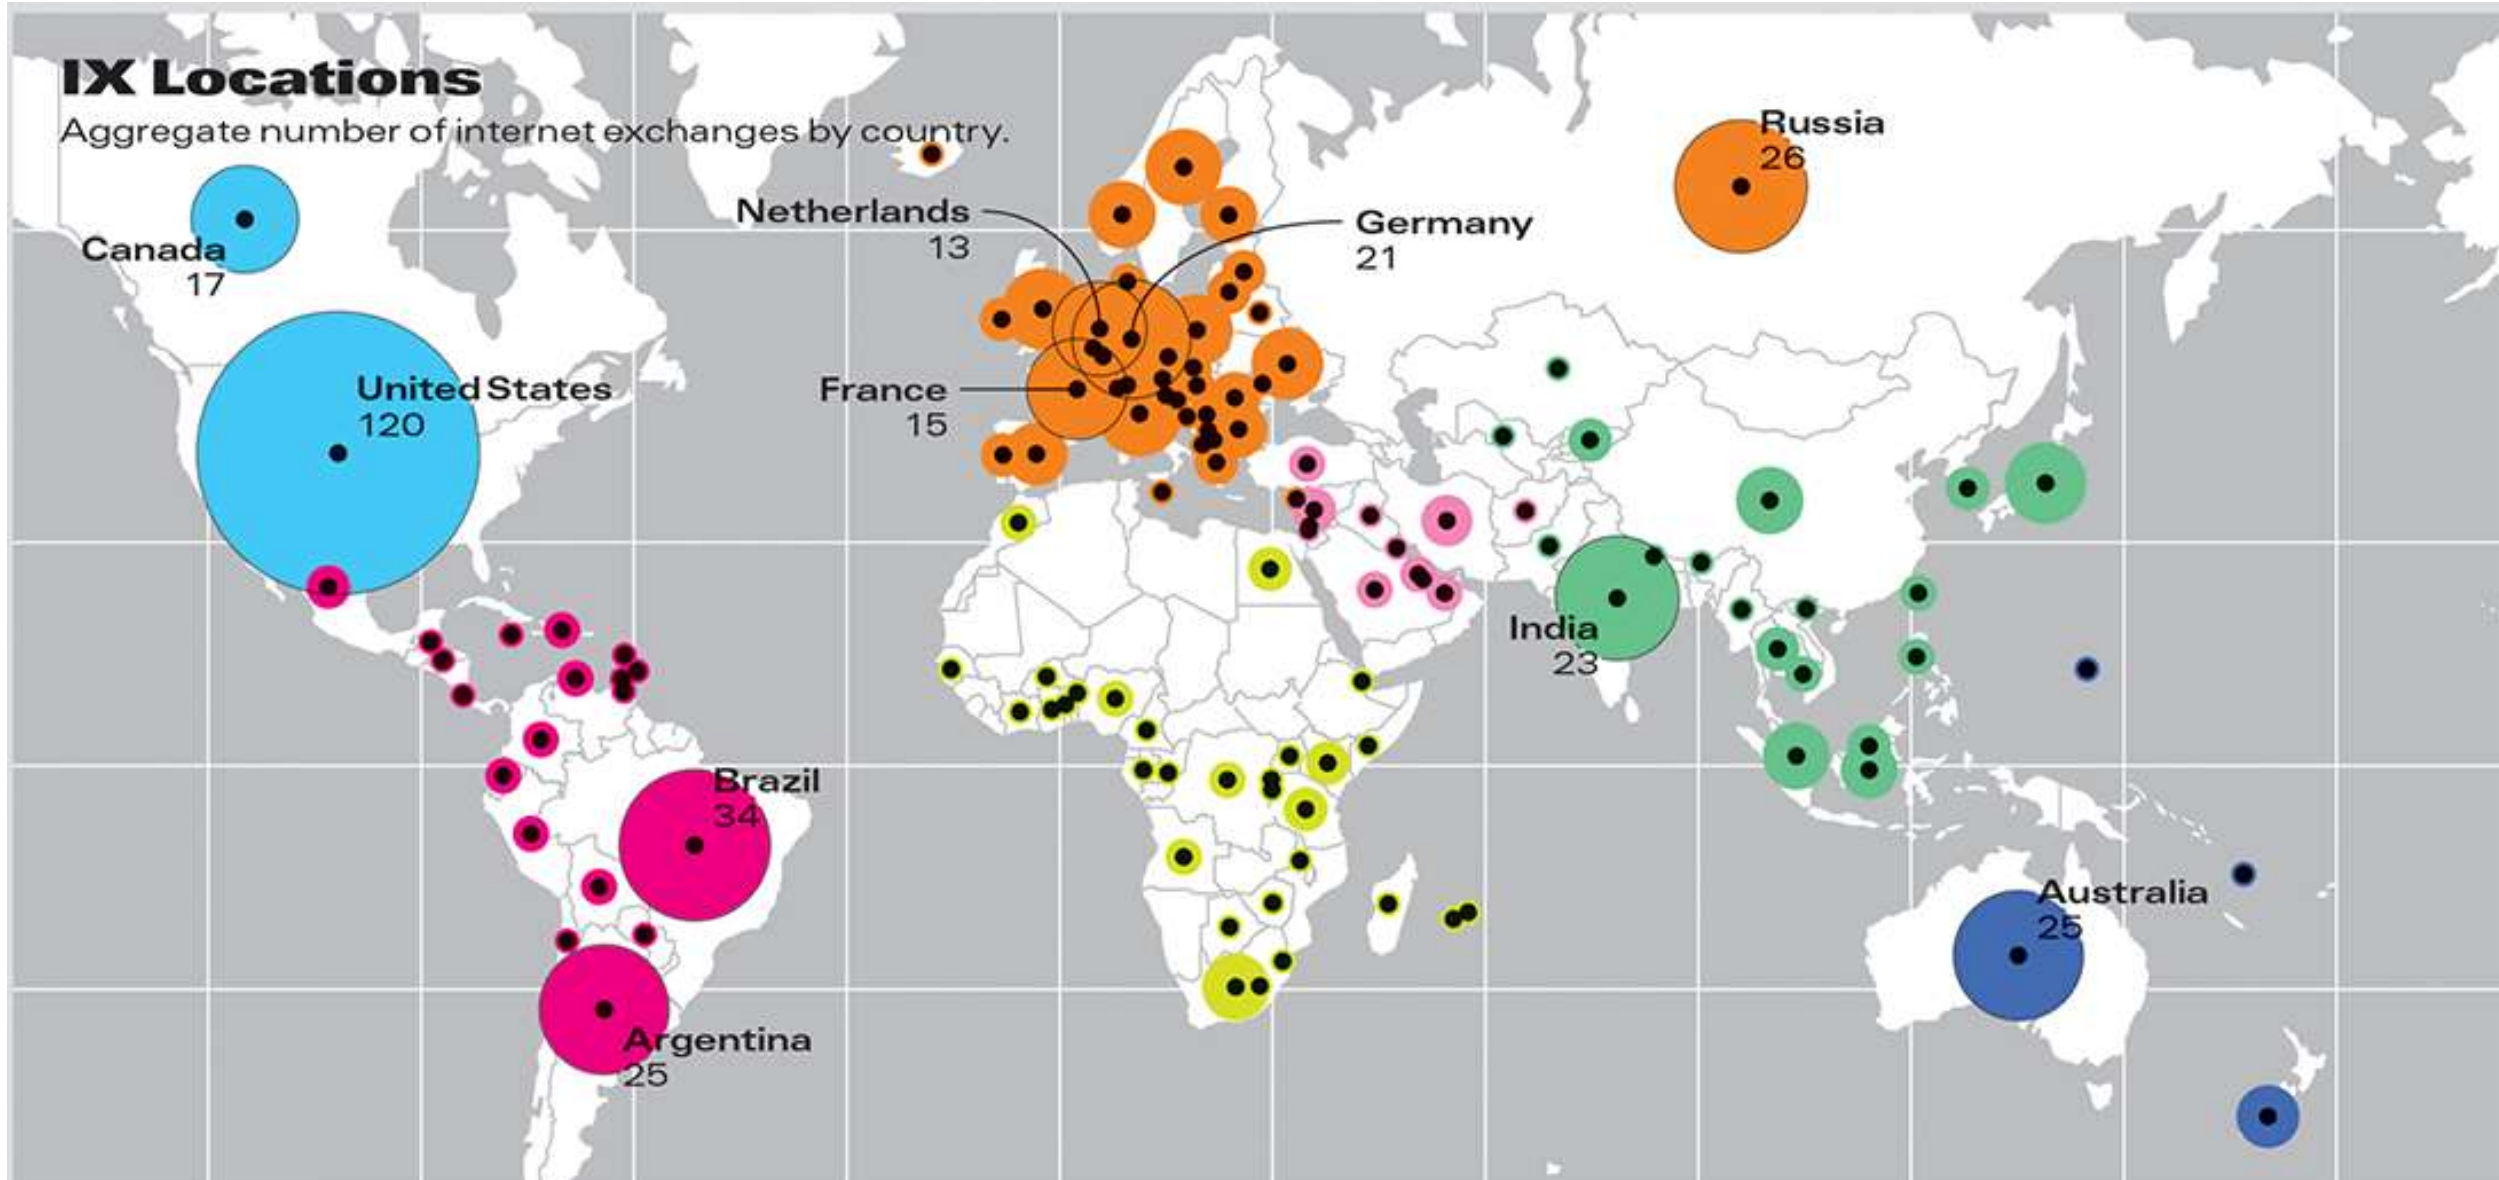 IX Locations
Aggregate number of internet exchanges by country.
Russia
26
Netherlands
13
Germany
21
Canada
17
United States
120
France
15
India
23
Brazil
34
Australia
25
Argentina
25